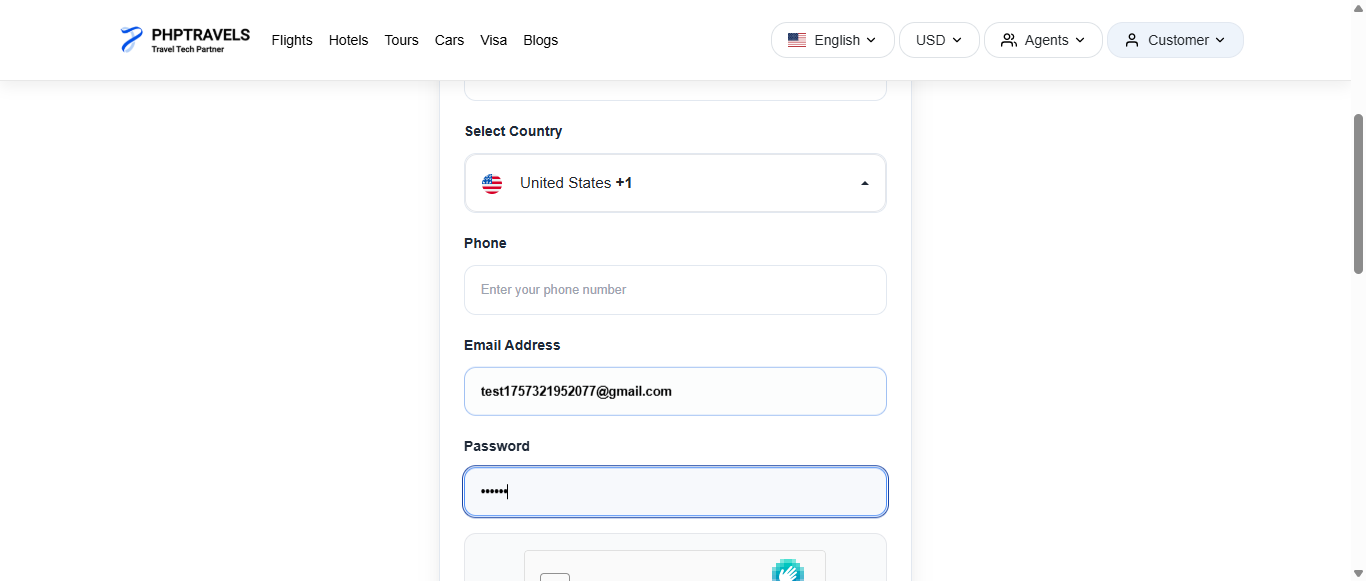 PHPTRAVELS
Travel Tech Partner
Flights Hotels Tours Cars Visa Blogs
English USD Agents Customer
Select Country
United States +1
Phone
Enter your phone number
Email Address
test1757321952077@gmail.com
Password
••••••